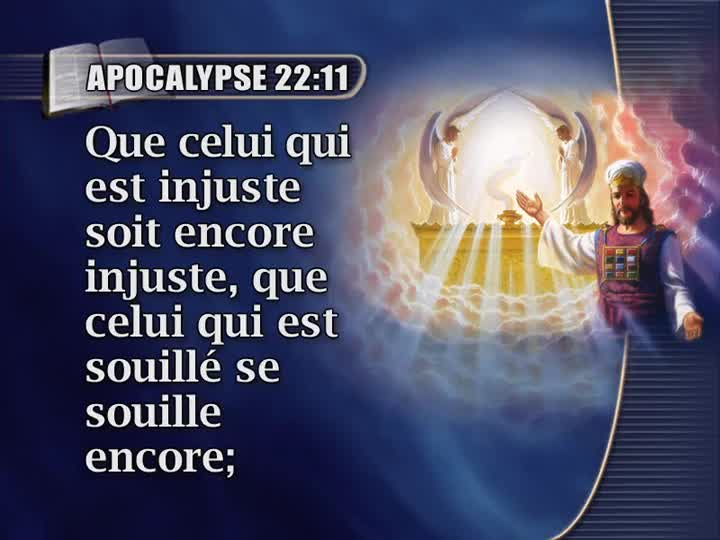 APOCALYPSE 22:11
Que celui qui
est injuste
soit encore
injuste, que
celui qui est
souillé se
souille
encore;